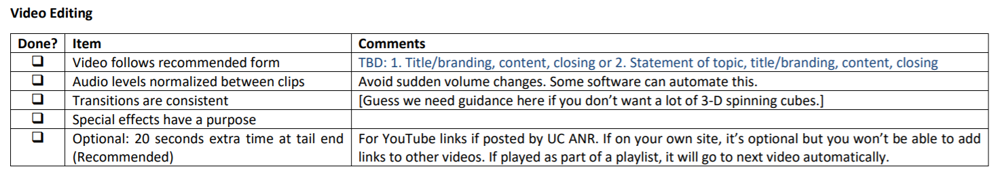 Video Editing
Done? Item Comments
❑ Video follows recommended form TBD: 1. Title/branding, content, closing or 2. Statement of topic, title/branding, content, closing
❑ Audio levels normalized between clips Avoid sudden volume changes. Some software can automate this.
❑ Transitions are consistent [Guess we need guidance here if you don’t want a lot of 3-D spinning cubes.]
❑ Special effects have a purpose
❑ Optional: 20 seconds extra time at tail end For YouTube links if posted by UC ANR. If on your own site, it’s optional but you won’t be able to add
(Recommended) links to other videos. If played as part of a playlist, it will go to next video automatically.